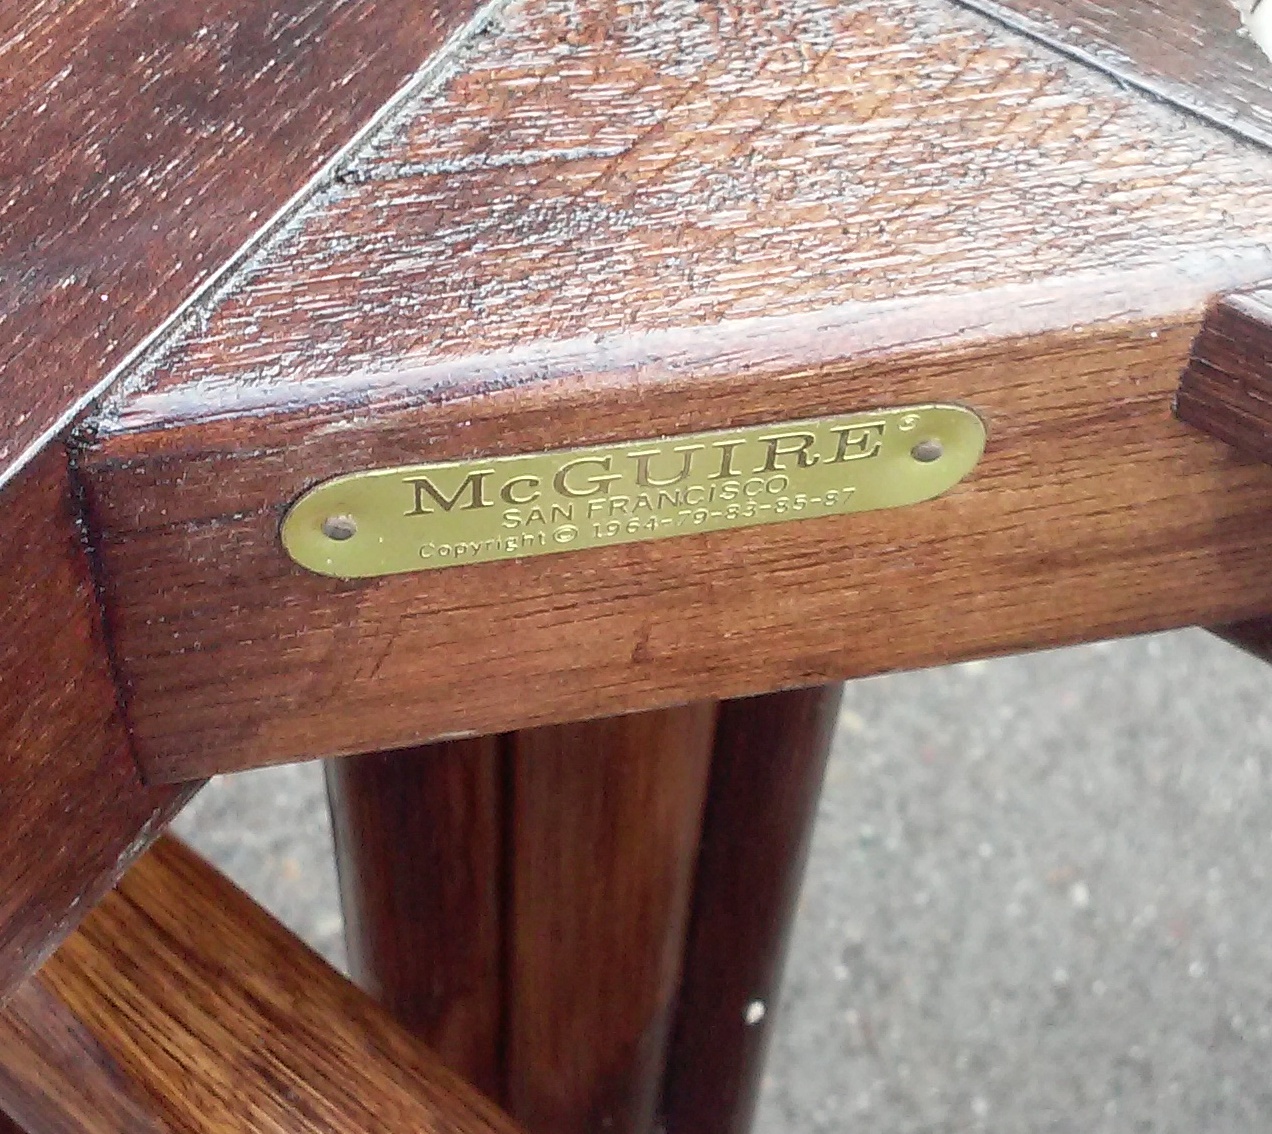 McGUIRE®
SAN FRANCISCO
Copyright © 1964-79-83-85-87